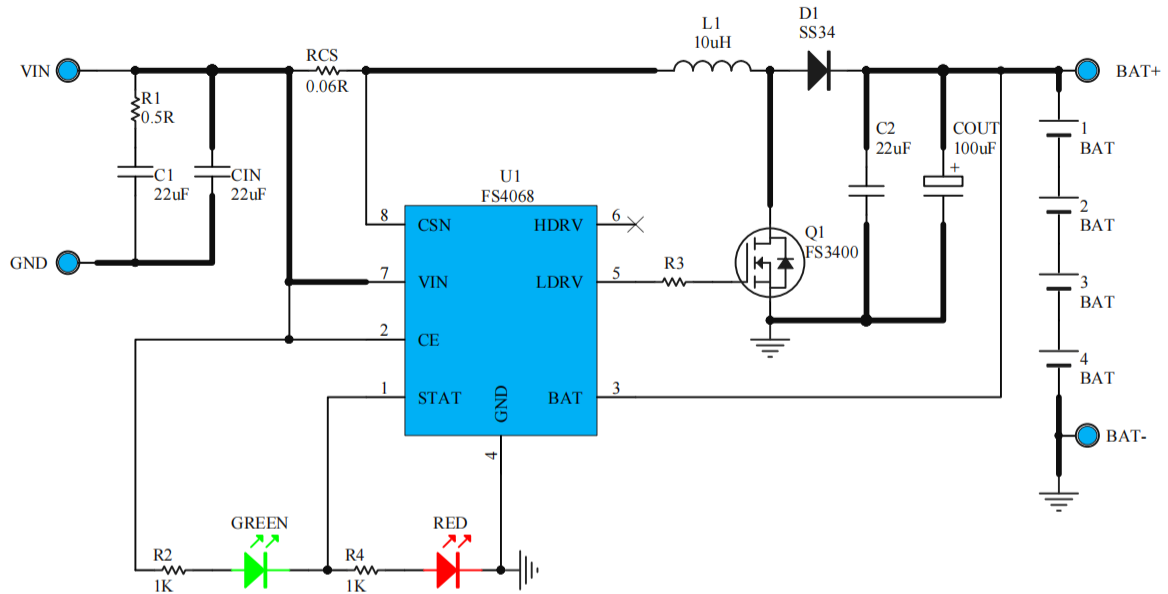 D1
SS34
L1
10uH
RCS
0.06R
VIN
BAT+
R1
0.5R
C1
22uF
CIN
22uF
C2
22uF
COUT
100uF
+
1
BAT
U1
FS4068
2
BAT
8
CSN
HDRV
6
Q1
FS3400
GND
R3
7
VIN
LDRV
5
3
BAT
2
CE
4
BAT
1
STAT
GND
BAT
3
4
BAT-
GREEN
RED
R2
1K
R4
1K